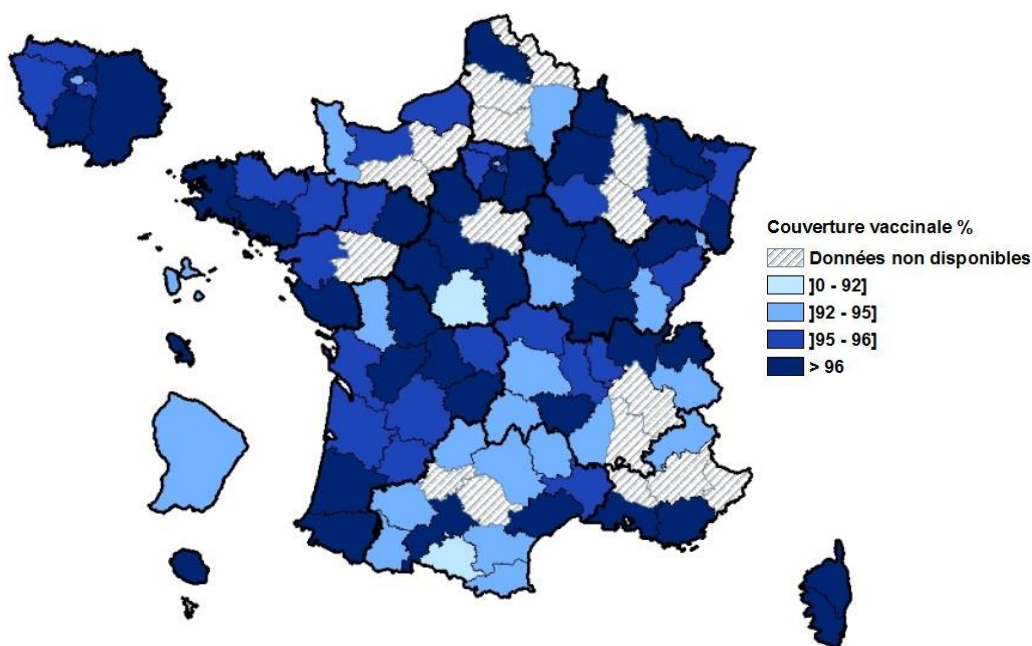 Couverture vaccinale %
Données non disponibles
]0 - 92]
]92 - 95]
]95 - 96]
> 96